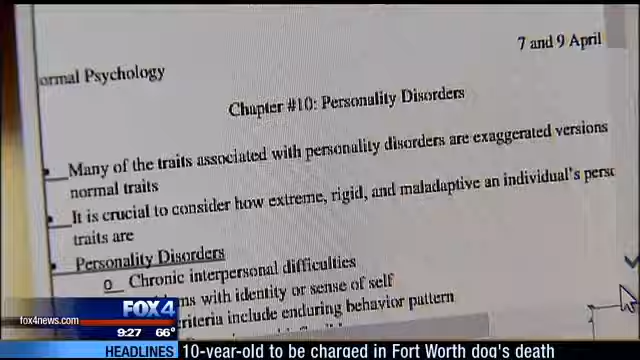 7 and 9 April
ormal Psychology
Chapter #10: Personality Disorders
Many of the traits associated with personality disorders are exaggerated versions
normal traits
It is crucial to consider how extreme, rigid, and maladaptive an individual's perso
traits are
Personality Disorders
o Chronic interpersonal difficulties
with identity or sense of self
criteria include enduring behavior pattern
FOX 4
fox4news.com
9:27 66°
HEADLINES 10-year-old to be charged in Fort Worth dog's death